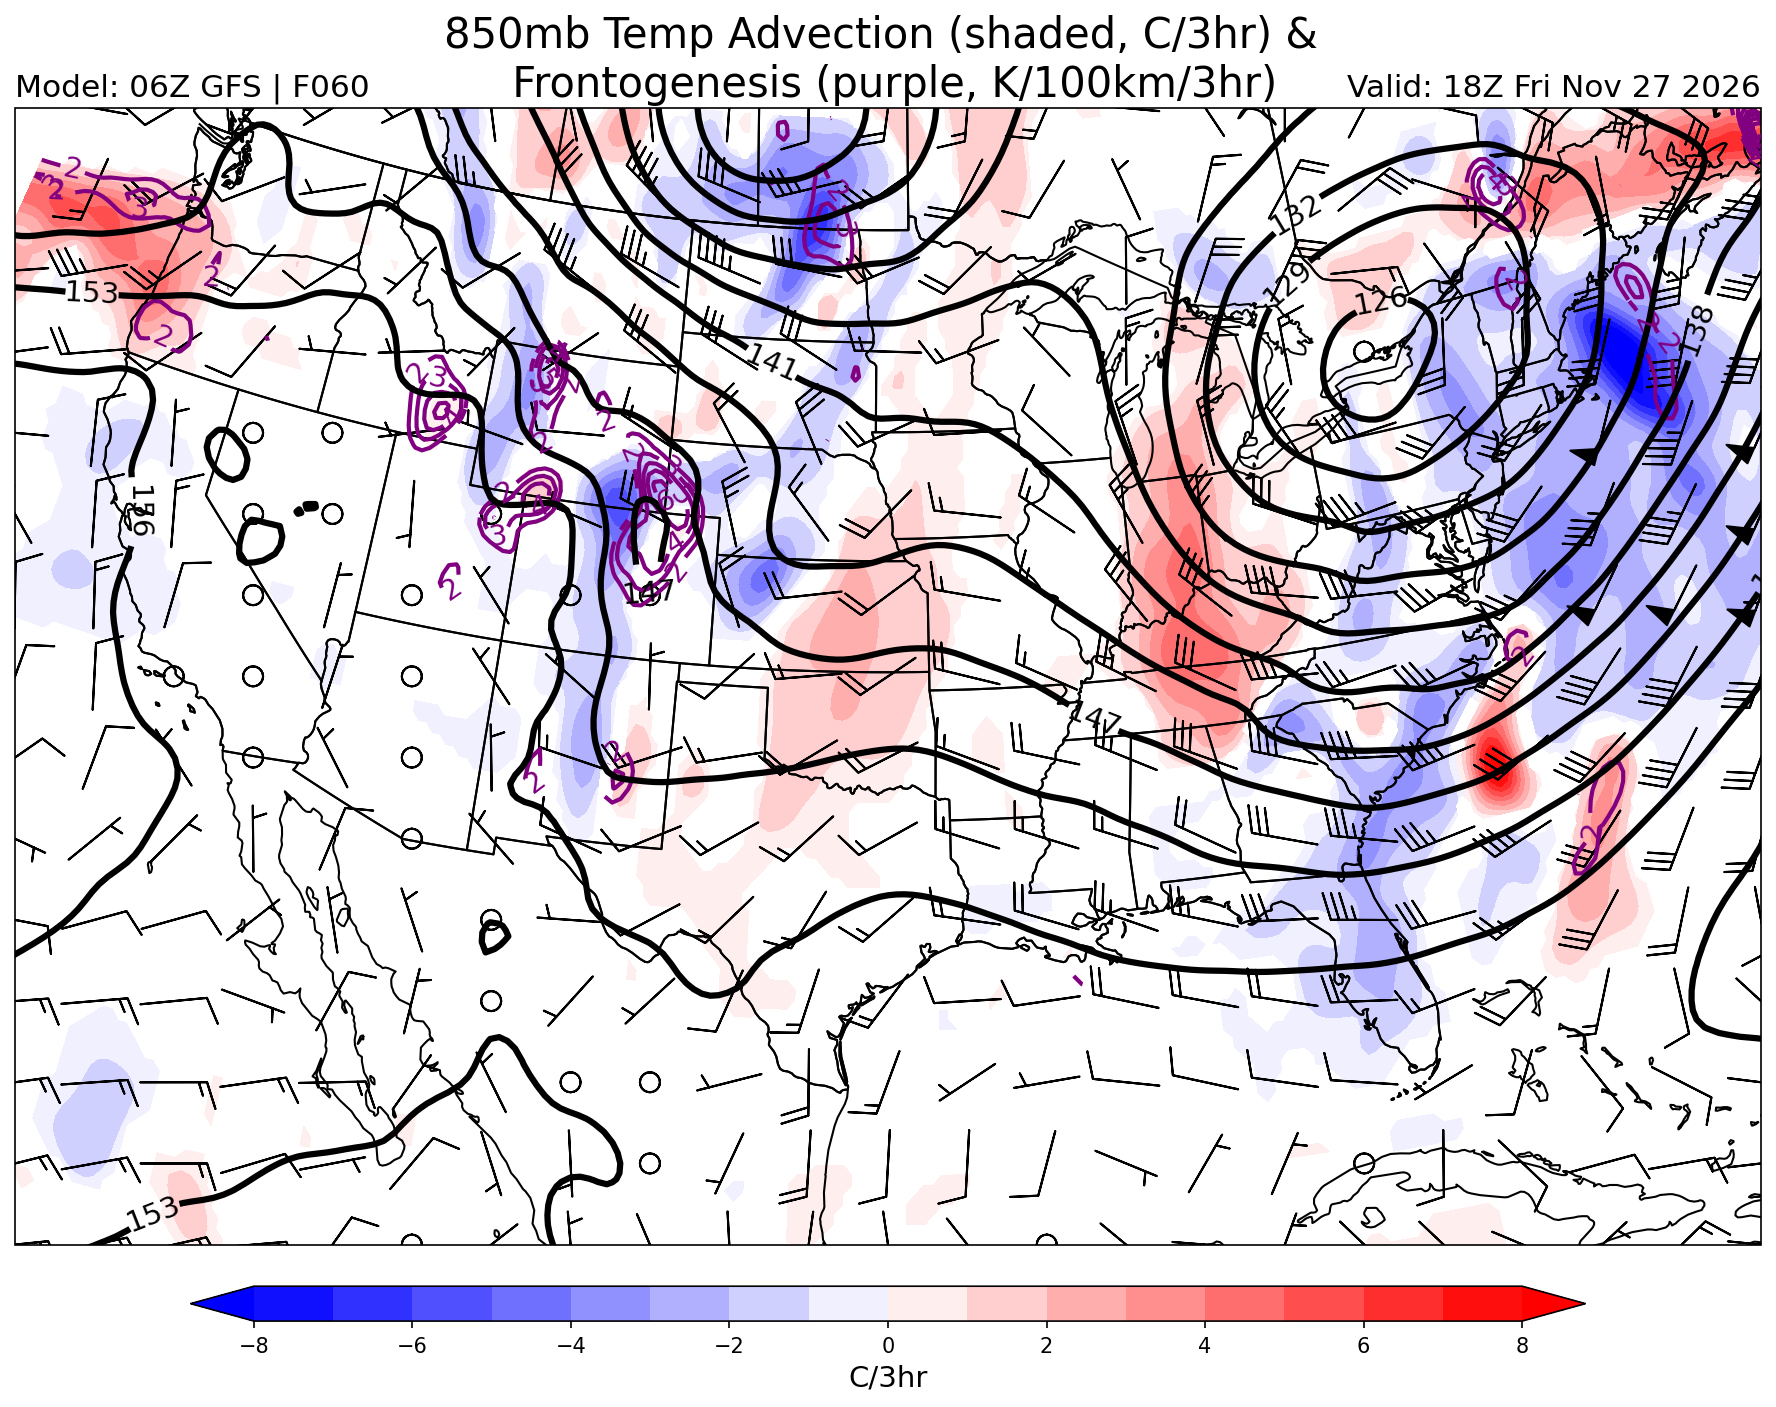 850mb Temp Advection (shaded, C/3hr) &
Frontogenesis (purple, K/100km/3hr)
Model: 06Z GFS | F060
Valid: 18Z Fri Nov 27 2026
132
129
126
153
138
141
147
147
153
−8 −6 −4 −2 0 2 4 6 8
C/3hr